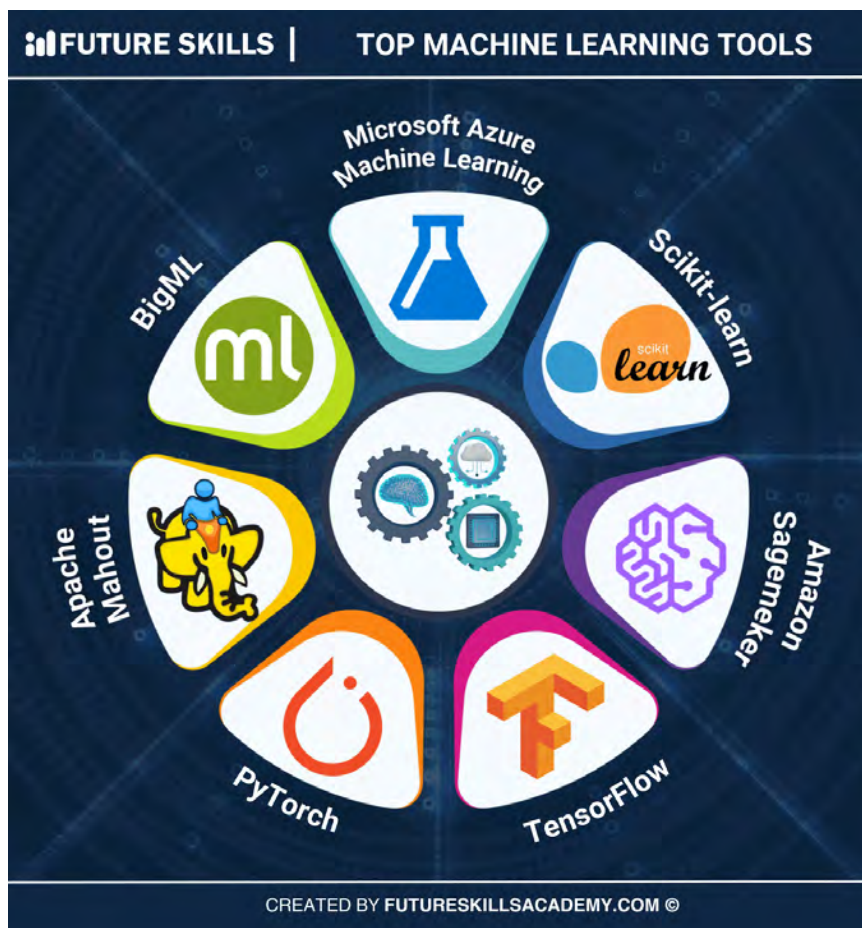 FUTURE SKILLS |
TOP MACHINE LEARNING TOOLS
Microsoft Azure
Machine Learning
Scikit-learn
scikit
learn
Amazon
Sagemeker
TensorFlow
PyTorch
Apache
Mahout
BigML
ml
CREATED BY FUTURESKILLSACADEMY.COM ©